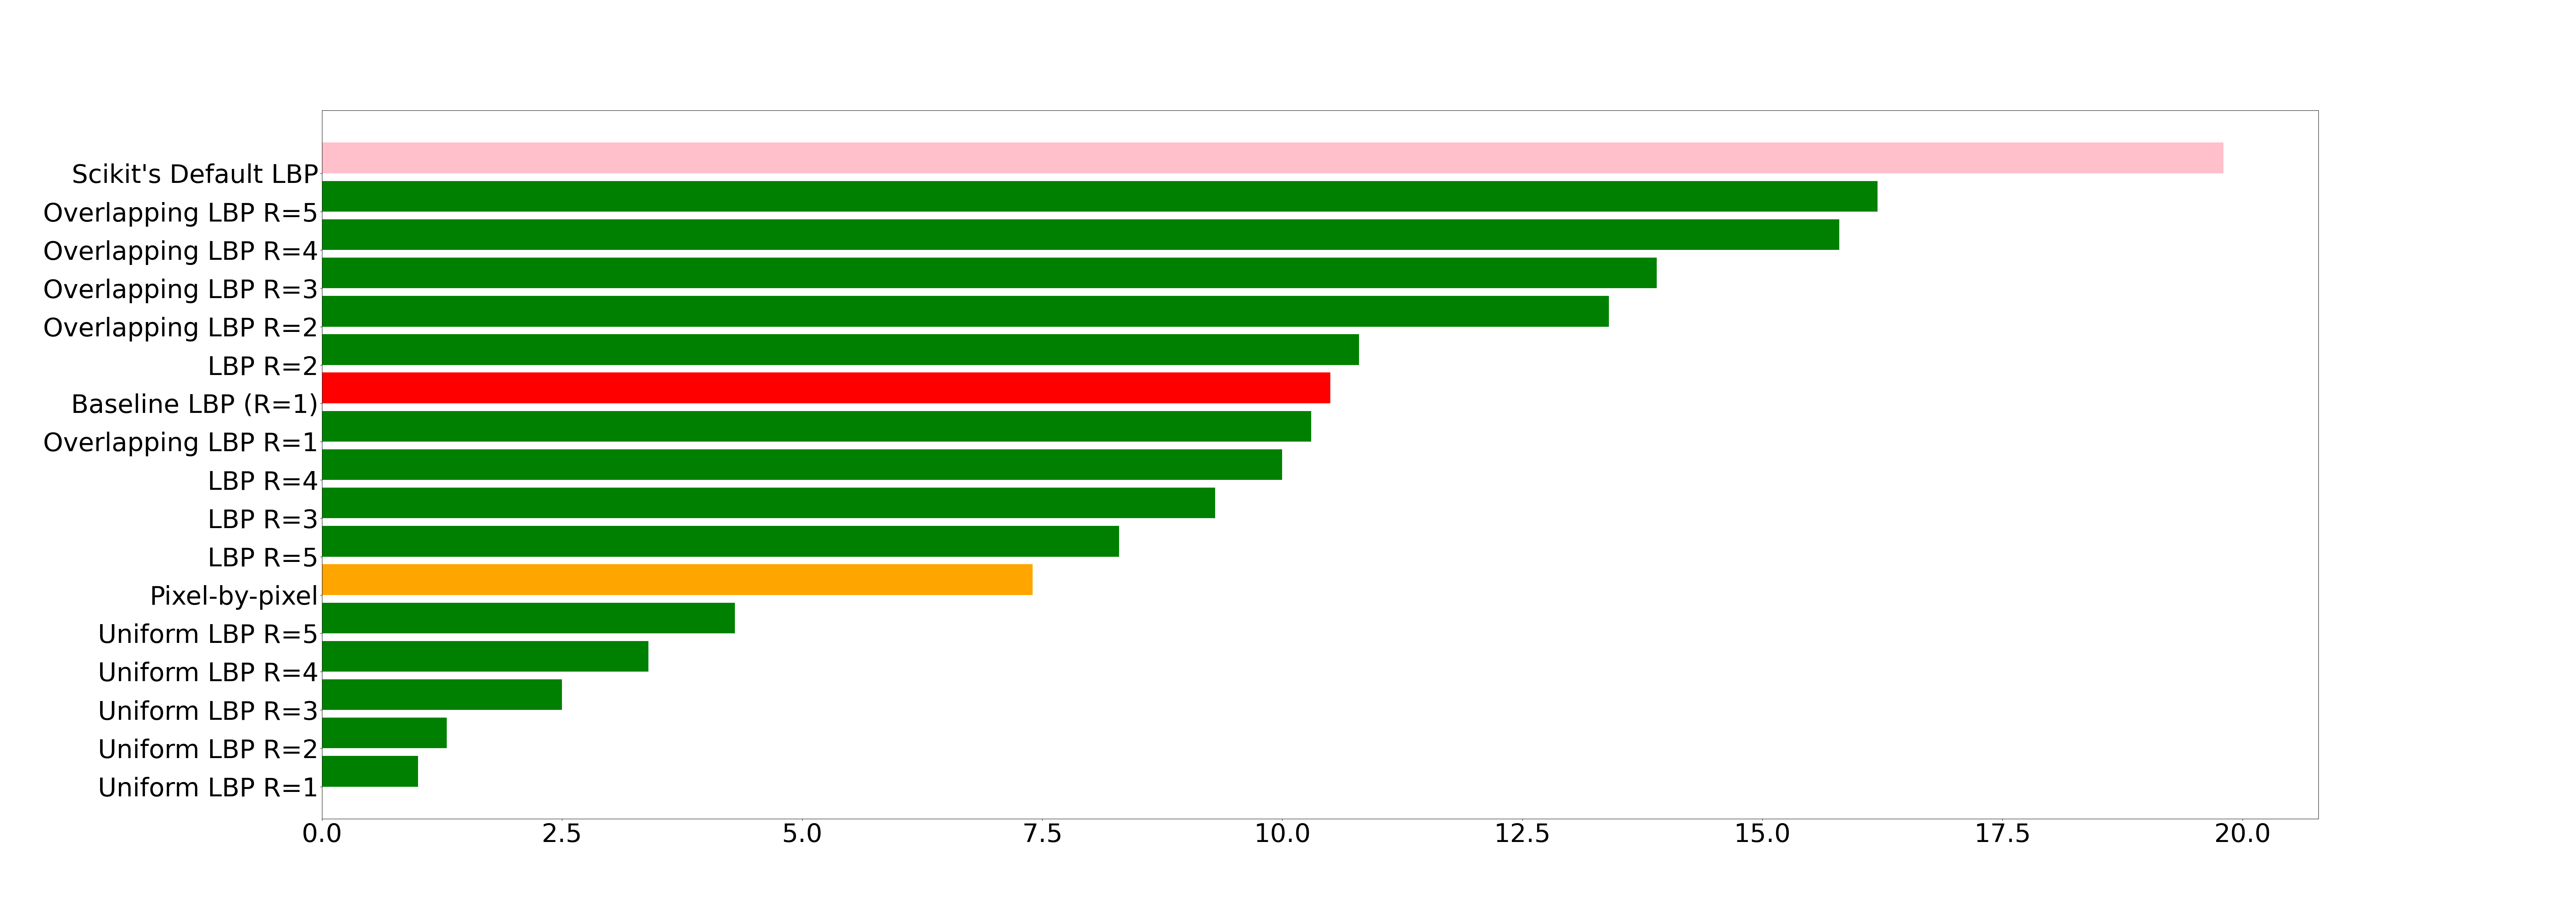 Scikit's Default LBP
Overlapping LBP R=5
Overlapping LBP R=4
Overlapping LBP R=3
Overlapping LBP R=2
LBP R=2
Baseline LBP (R=1)
Overlapping LBP R=1
LBP R=4
LBP R=3
LBP R=5
Pixel-by-pixel
Uniform LBP R=5
Uniform LBP R=4
Uniform LBP R=3
Uniform LBP R=2
Uniform LBP R=1
0.0 2.5 5.0 7.5 10.0 12.5 15.0 17.5 20.0